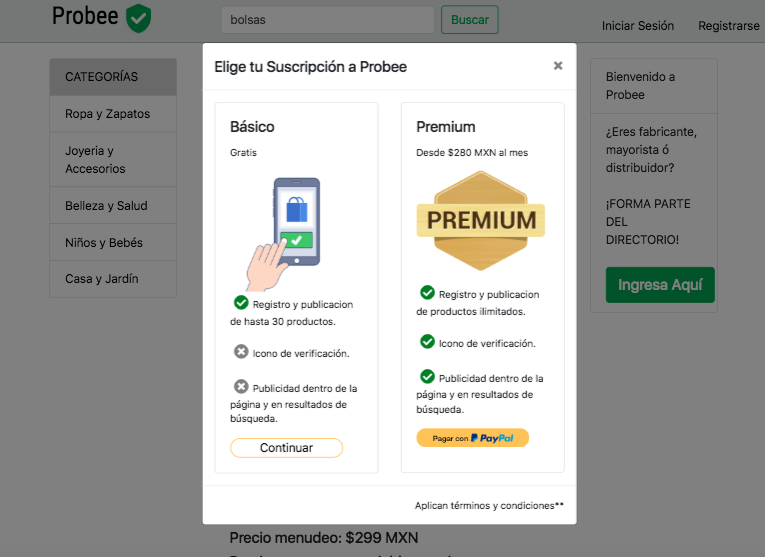 Probee
bolsas
Buscar
Iniciar Sesión
Registrarse
CATEGORÍAS
Ropa y Zapatos
Joyeria y
Accesorios
Belleza y Salud
Niños y Bebés
Casa y Jardín
Elige tu Suscripción a Probee
×
Básico
Gratis
Registro y publicacion
de hasta 30 productos.
Icono de verificación.
Publicidad dentro de la
página y en resultados de
búsqueda.
Continuar
Premium
Desde $280 MXN al mes
PREMIUM
Registro y publicacion
de productos ilimitados.
Icono de verificación.
Publicidad dentro de la
página y en resultados de
búsqueda.
Pagar con PayPal
Aplican términos y condiciones**
Bienvenido a
Probee
¿Eres fabricante,
mayorista ó
distribuidor?
¡FORMA PARTE
DEL
DIRECTORIO!
Ingresa Aquí
Precio menudeo: $299 MXN